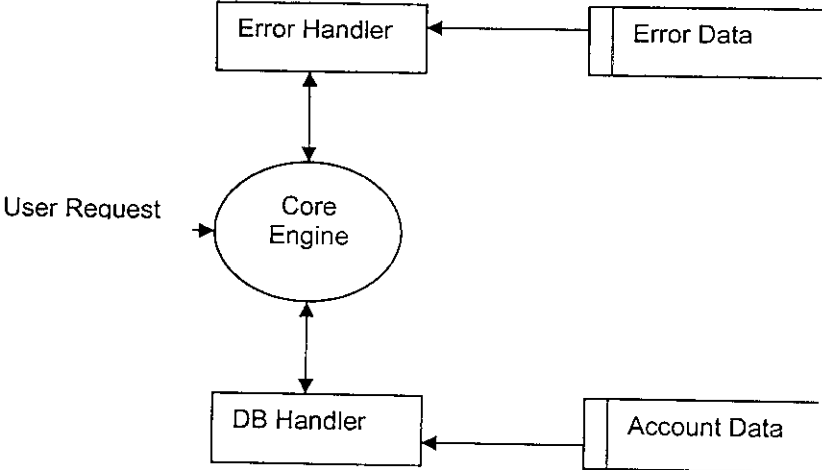 Error Handler
Error Data
User Request
Core
Engine
DB Handler
Account Data